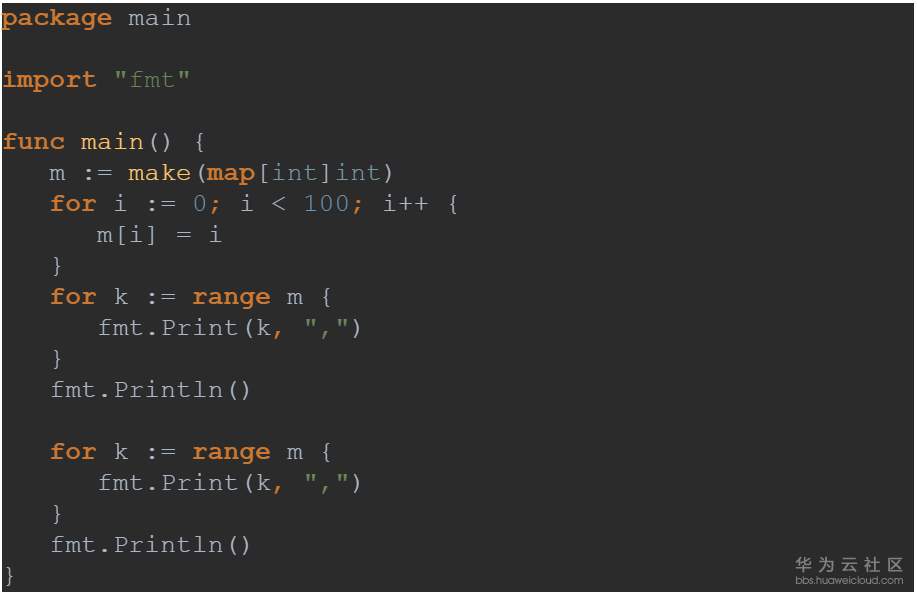 package main
import "fmt"
func main() {
m := make(map[int]int)
for i := 0; i < 100; i++ {
m[i] = i
}
for k := range m {
fmt.Print(k, ",")
}
fmt.Println()
for k := range m {
fmt.Print(k, ",")
}
fmt.Println()
}
华为云社区
bbs.huaweicloud.com